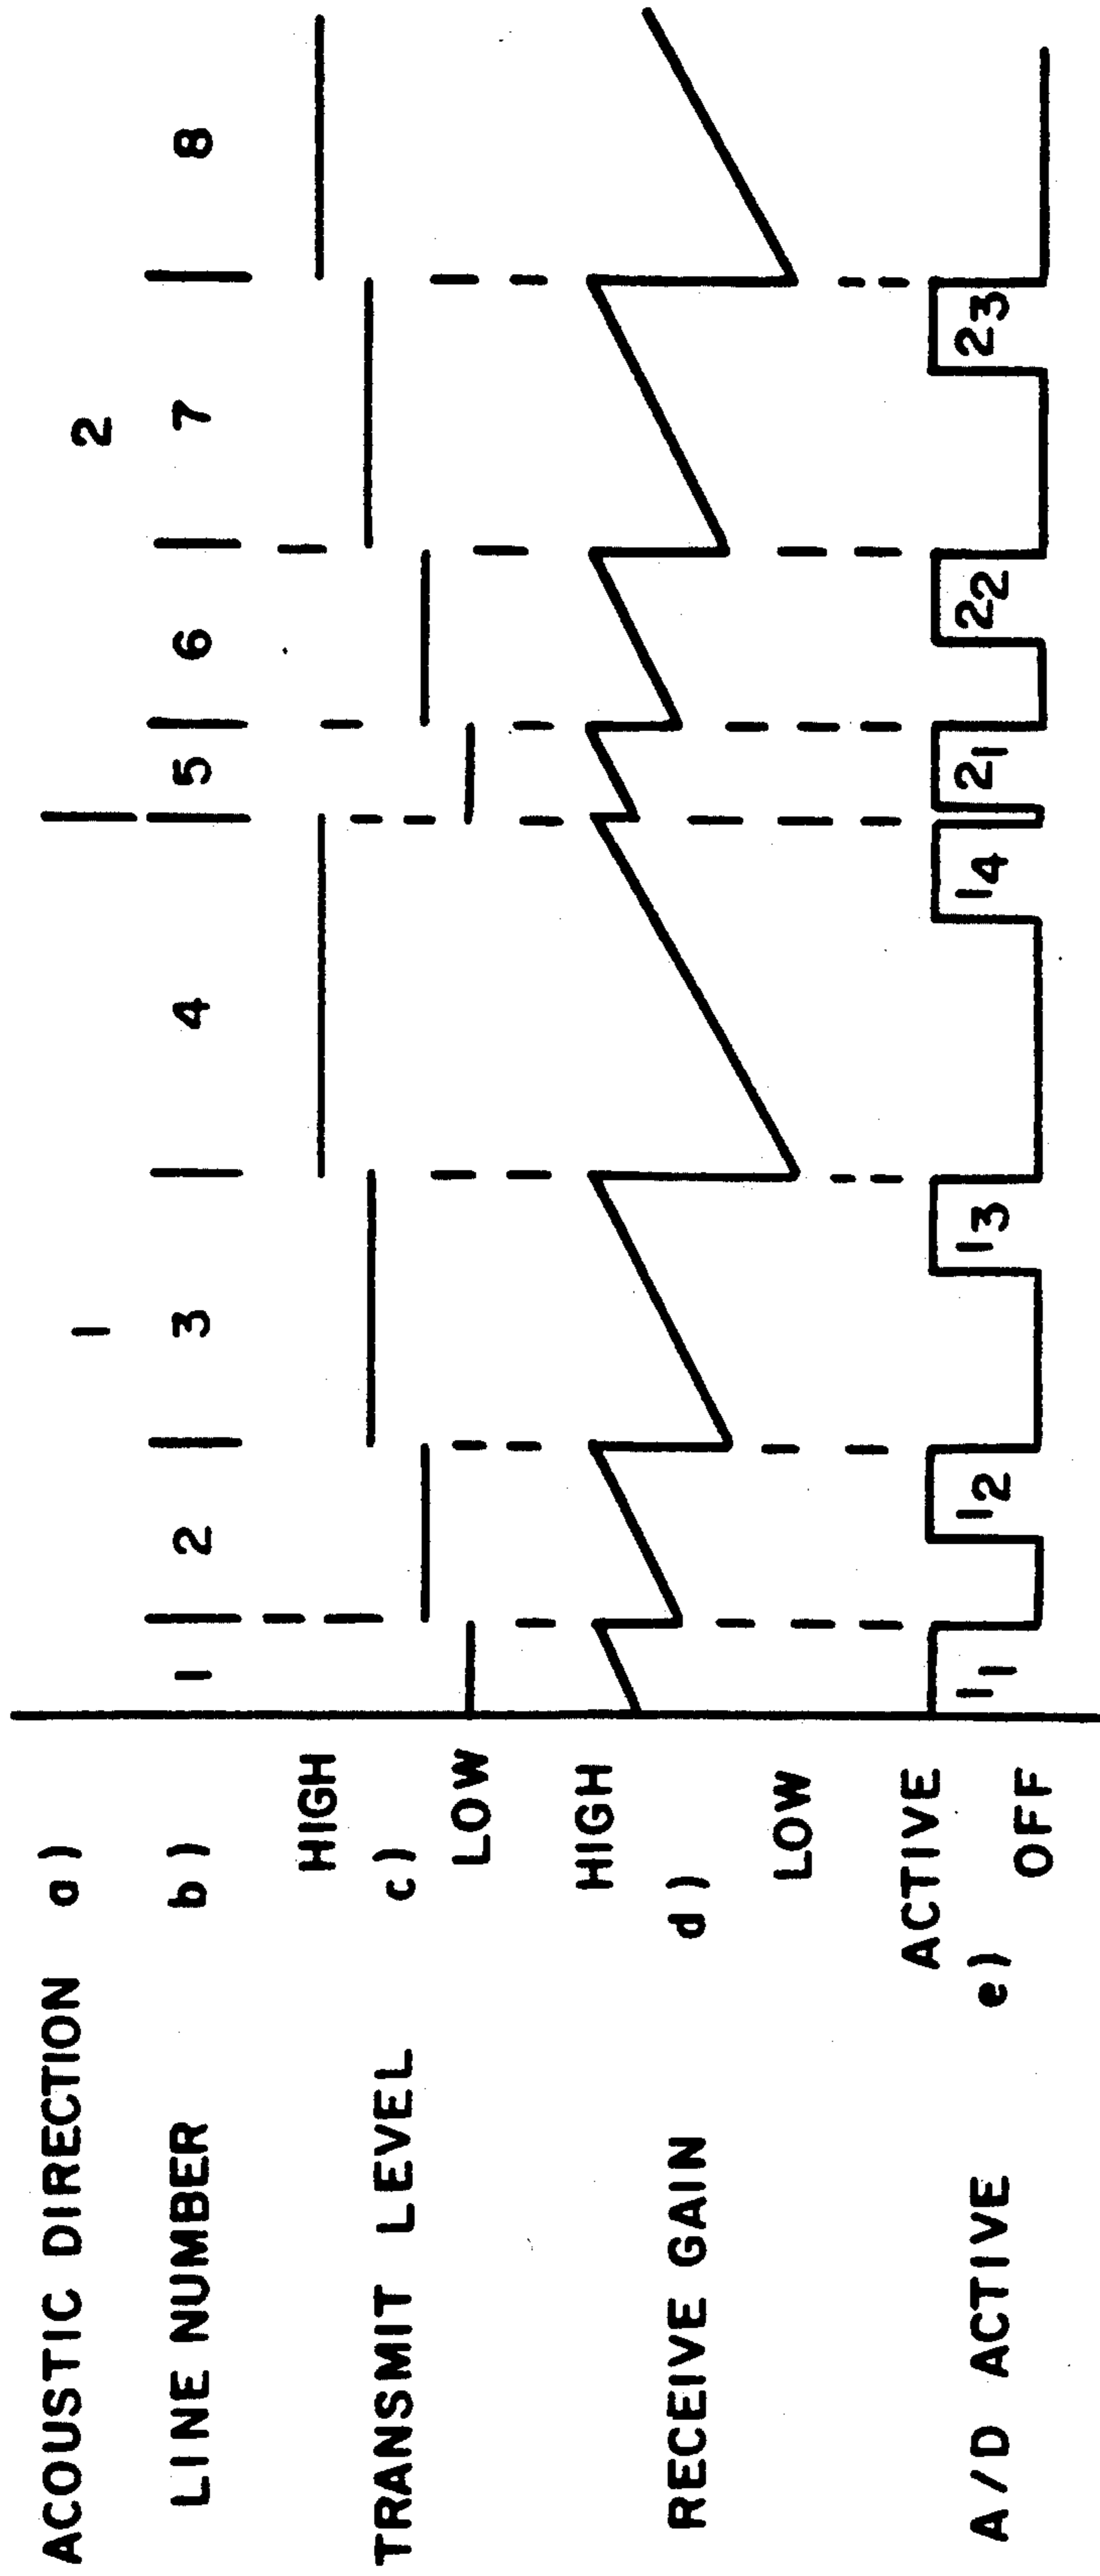 ACOUSTIC DIRECTION a) 1 2
LINE NUMBER b) 1 2 3 4 5 6 7 8
HIGH
TRANSMIT LEVEL c)
LOW
HIGH
RECEIVE GAIN d)
LOW
ACTIVE
A/D ACTIVE e) 1₁ 1₂ 1₃ 1₄ 2₁ 2₂ 2₃
OFF